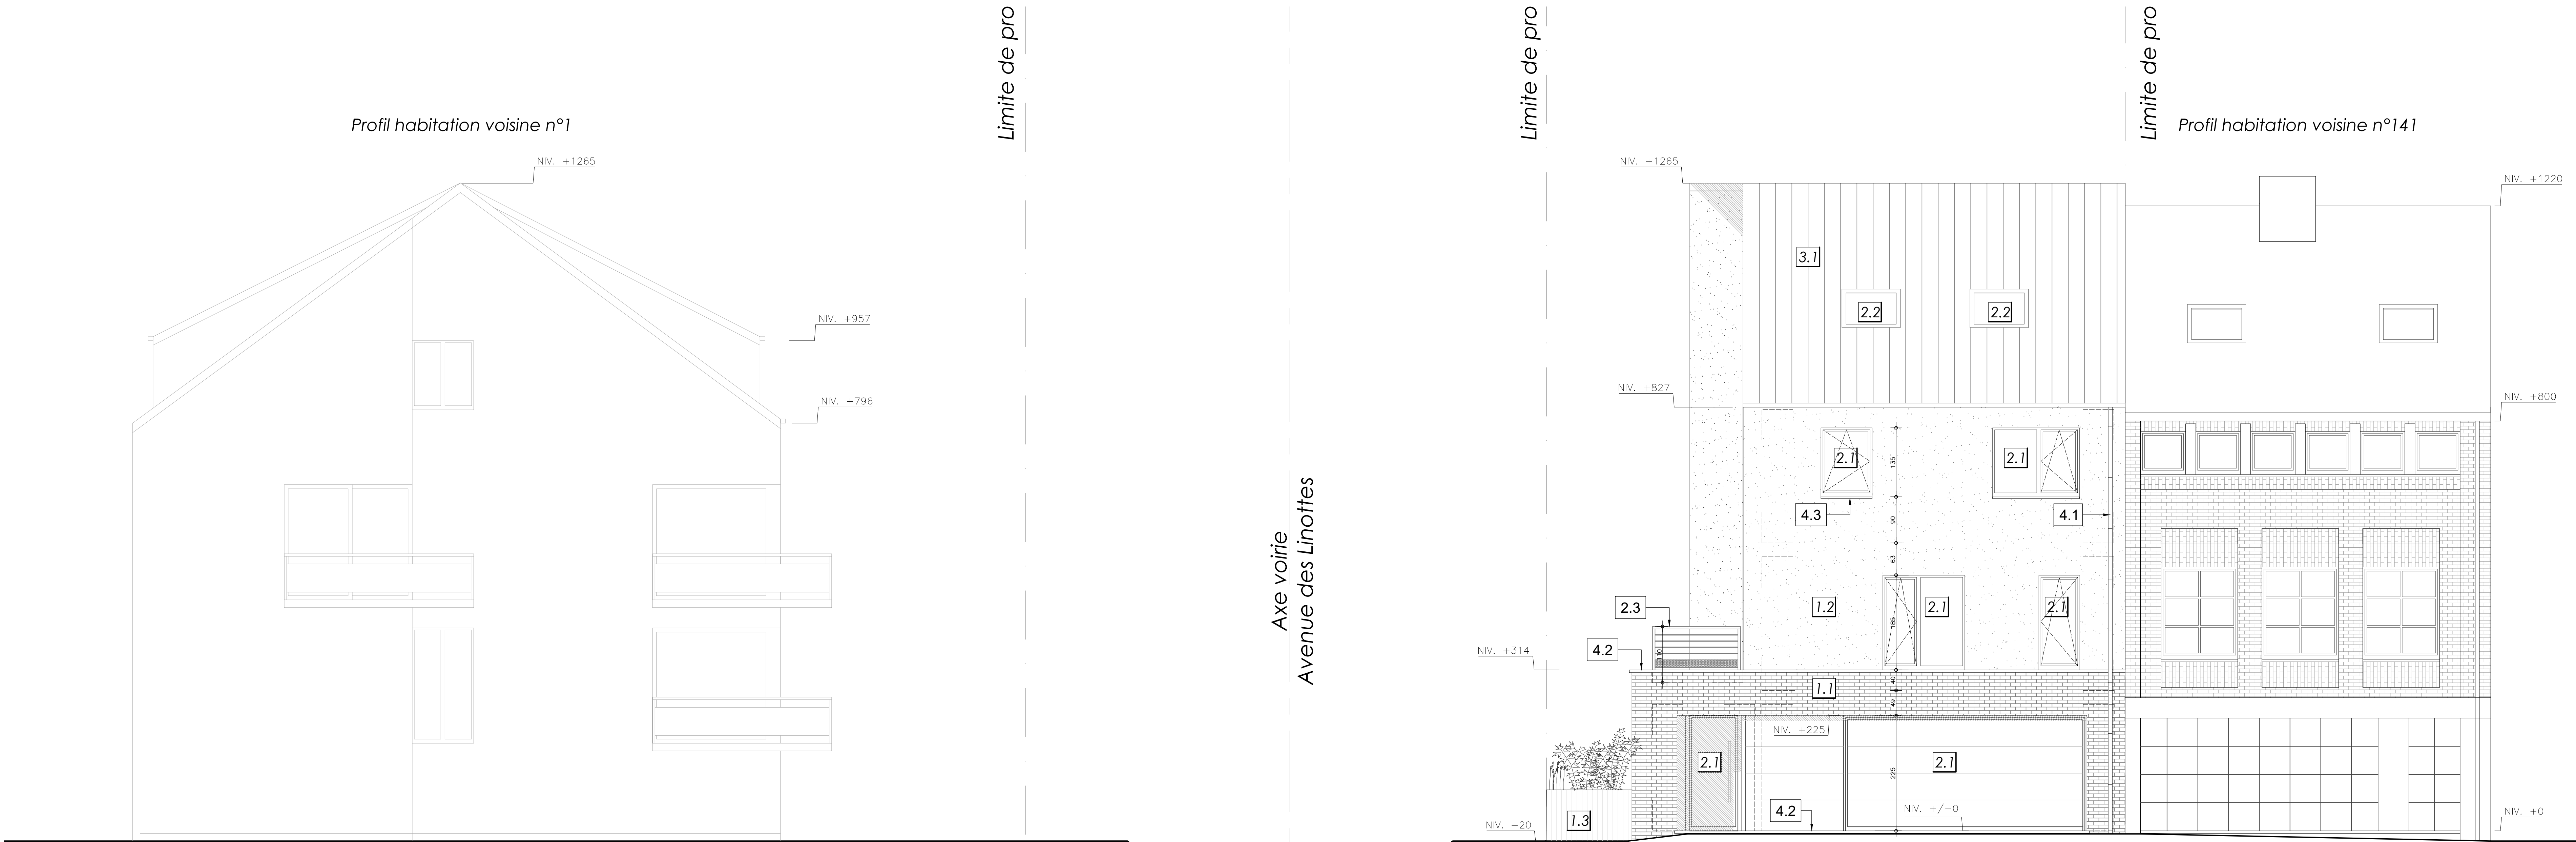 Profil habitation voisine n°1
NIV. +1265
NIV. +957
NIV. +796
Limite de pro
Axe voirie
Avenue des Linottes
Limite de pro
NIV. +1265
NIV. +827
NIV. +314
NIV. -20
3.1
2.2
2.2
2.1
2.1
135
4.3
4.1
90
63
2.3
1.2
2.1
2.1
185
4.2
110
1.1
40
49
NIV. +225
2.1
2.1
225
4.2
NIV. +/-0
1.3
Limite de pro
Profil habitation voisine n°141
NIV. +1220
NIV. +800
NIV. +0